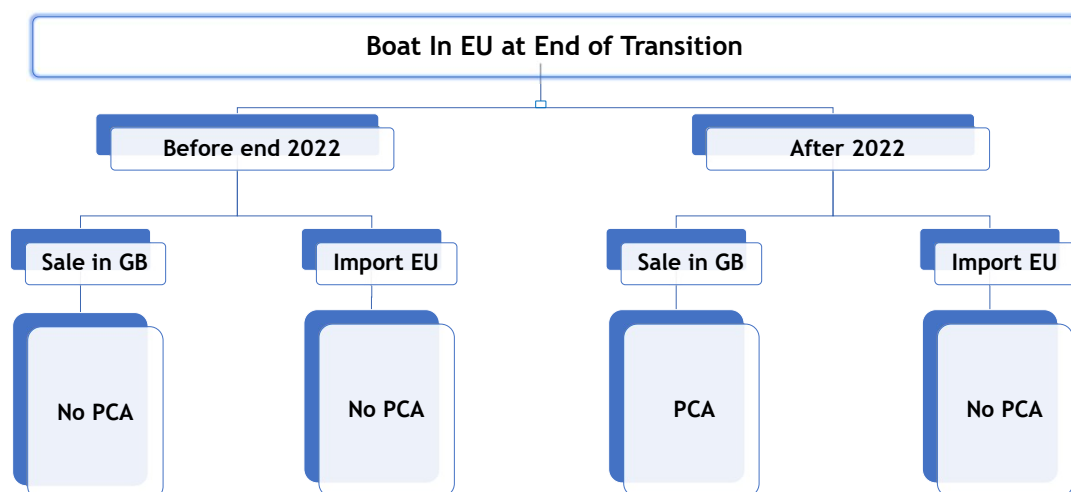 Boat In EU at End of Transition
Before end 2022
After 2022
Sale in GB
Import EU
Sale in GB
Import EU
No PCA
No PCA
PCA
No PCA